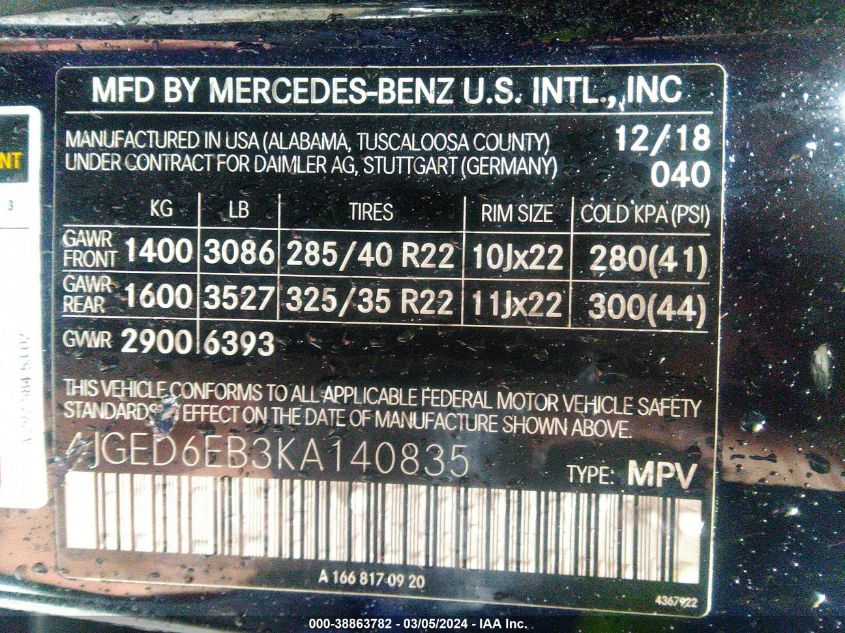 MFD BY MERCEDES-BENZ U.S. INTL., INC
MANUFACTURED IN USA (ALABAMA, TUSCALOOSA COUNTY) 12/18
UNDER CONTRACT FOR DAIMLER AG, STUTTGART (GERMANY) 040
KG LB TIRES RIM SIZE COLD KPA (PSI)
GAWR FRONT 1400 3086 285/40 R22 10Jx22 280(41)
GAWR REAR 1600 3527 325/35 R22 11Jx22 300(44)
GVWR 2900 6393
THIS VEHICLE CONFORMS TO ALL APPLICABLE FEDERAL MOTOR VEHICLE SAFETY
STANDARDS EFFECT ON THE DATE OF MANUFACTURE SHOWN ABOVE.
4JGED6EB3KA140835 TYPE: MPV
A 166 817 09 20
4367922
NT
3
000-38863782 - 03/05/2024 - IAA Inc.